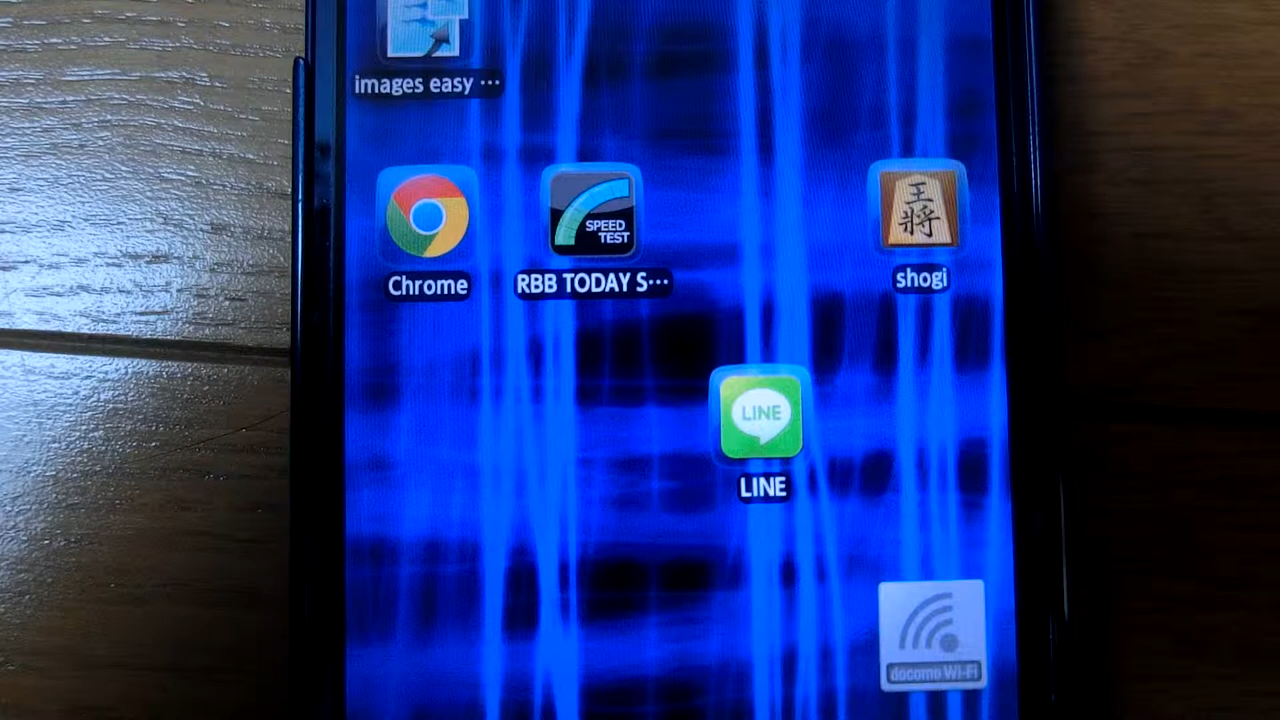 images easy …
SPEED
TEST
王
将
Chrome
RBB TODAY S…
shogi
LINE
LINE
docomo Wi-Fi